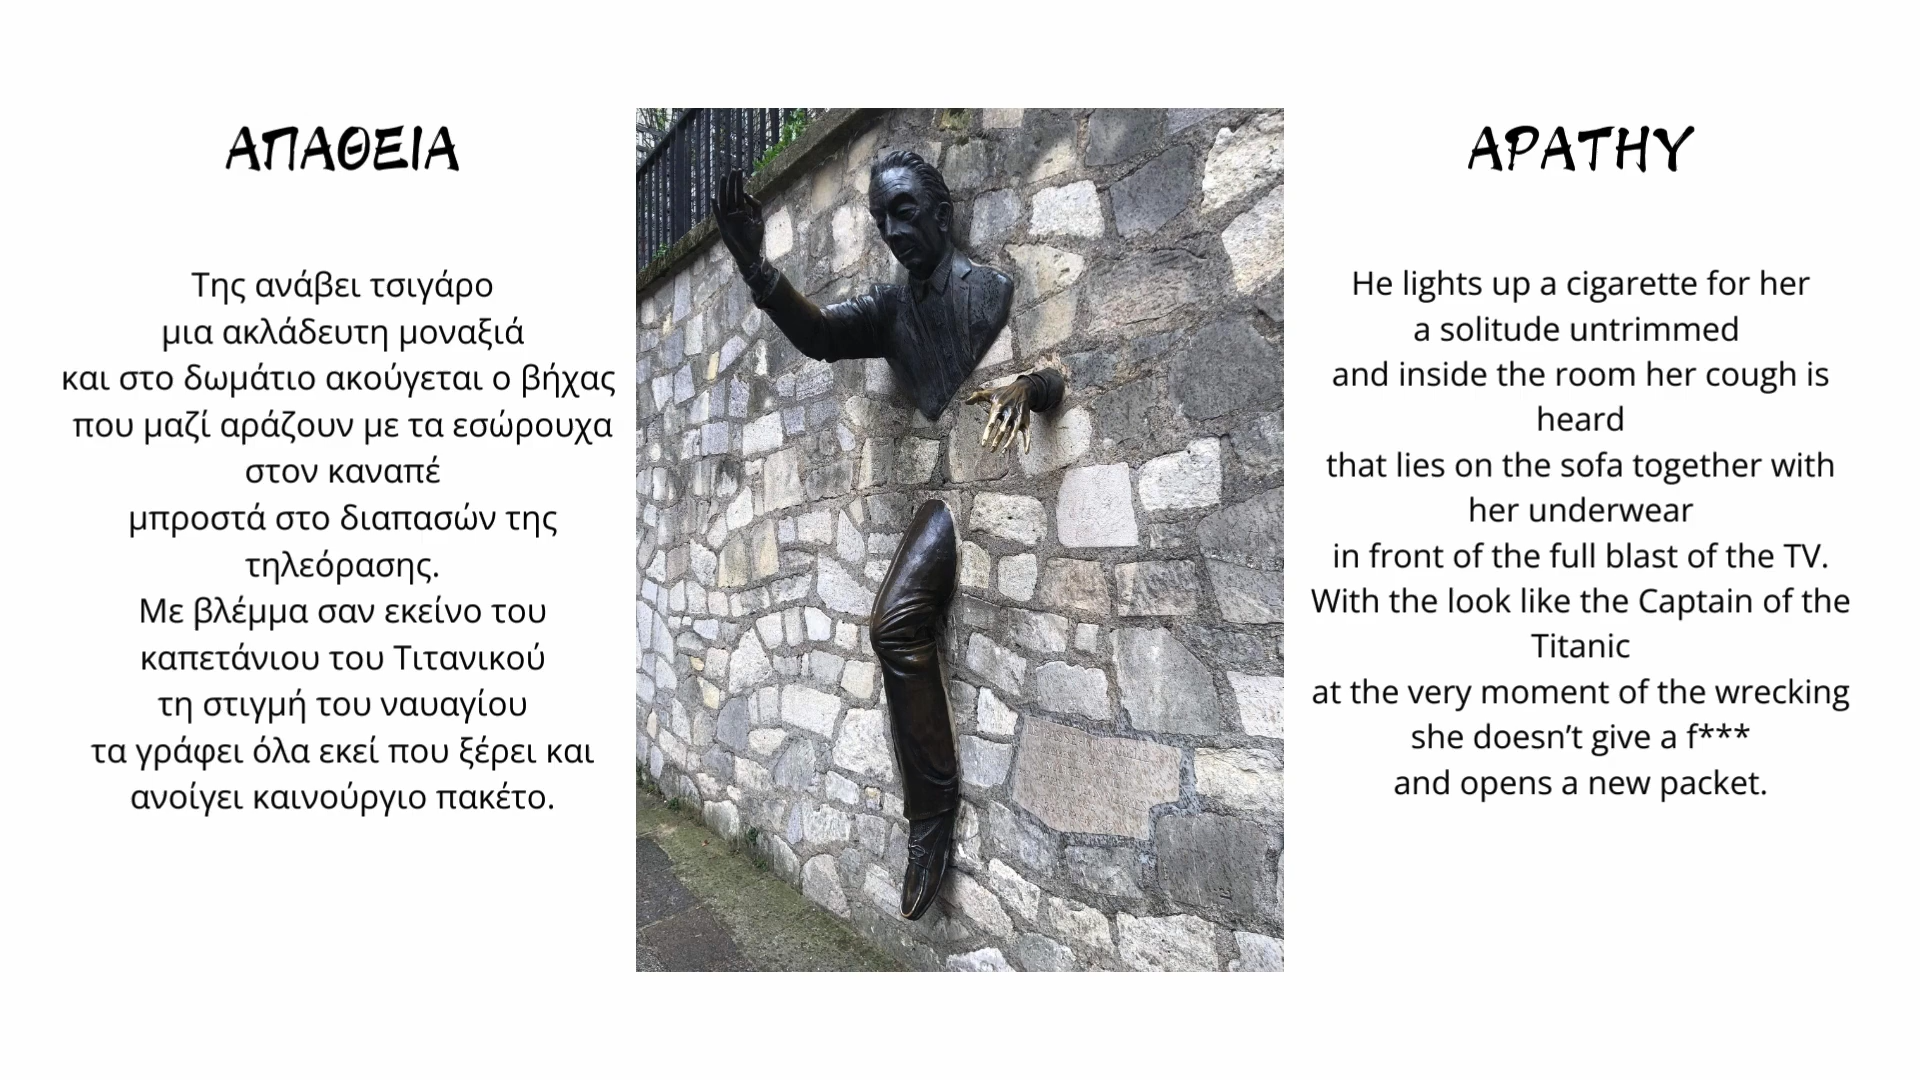 ΑΠΑΘΕΙΑ
Της ανάβει τσιγάρο
μια ακλάδευτη μοναξιά
και στο δωμάτιο ακούγεται ο βήχας
που μαζί αράζουν με τα εσώρουχα
στον καναπέ
μπροστά στο διαπασών της
τηλεόρασης.
Με βλέμμα σαν εκείνο του
καπετάνιου του Τιτανικού
τη στιγμή του ναυαγίου
τα γράφει όλα εκεί που ξέρει και
ανοίγει καινούργιο πακέτο.
APATHY
He lights up a cigarette for her
a solitude untrimmed
and inside the room her cough is
heard
that lies on the sofa together with
her underwear
in front of the full blast of the TV.
With the look like the Captain of the
Titanic
at the very moment of the wrecking
she doesn’t give a f***
and opens a new packet.